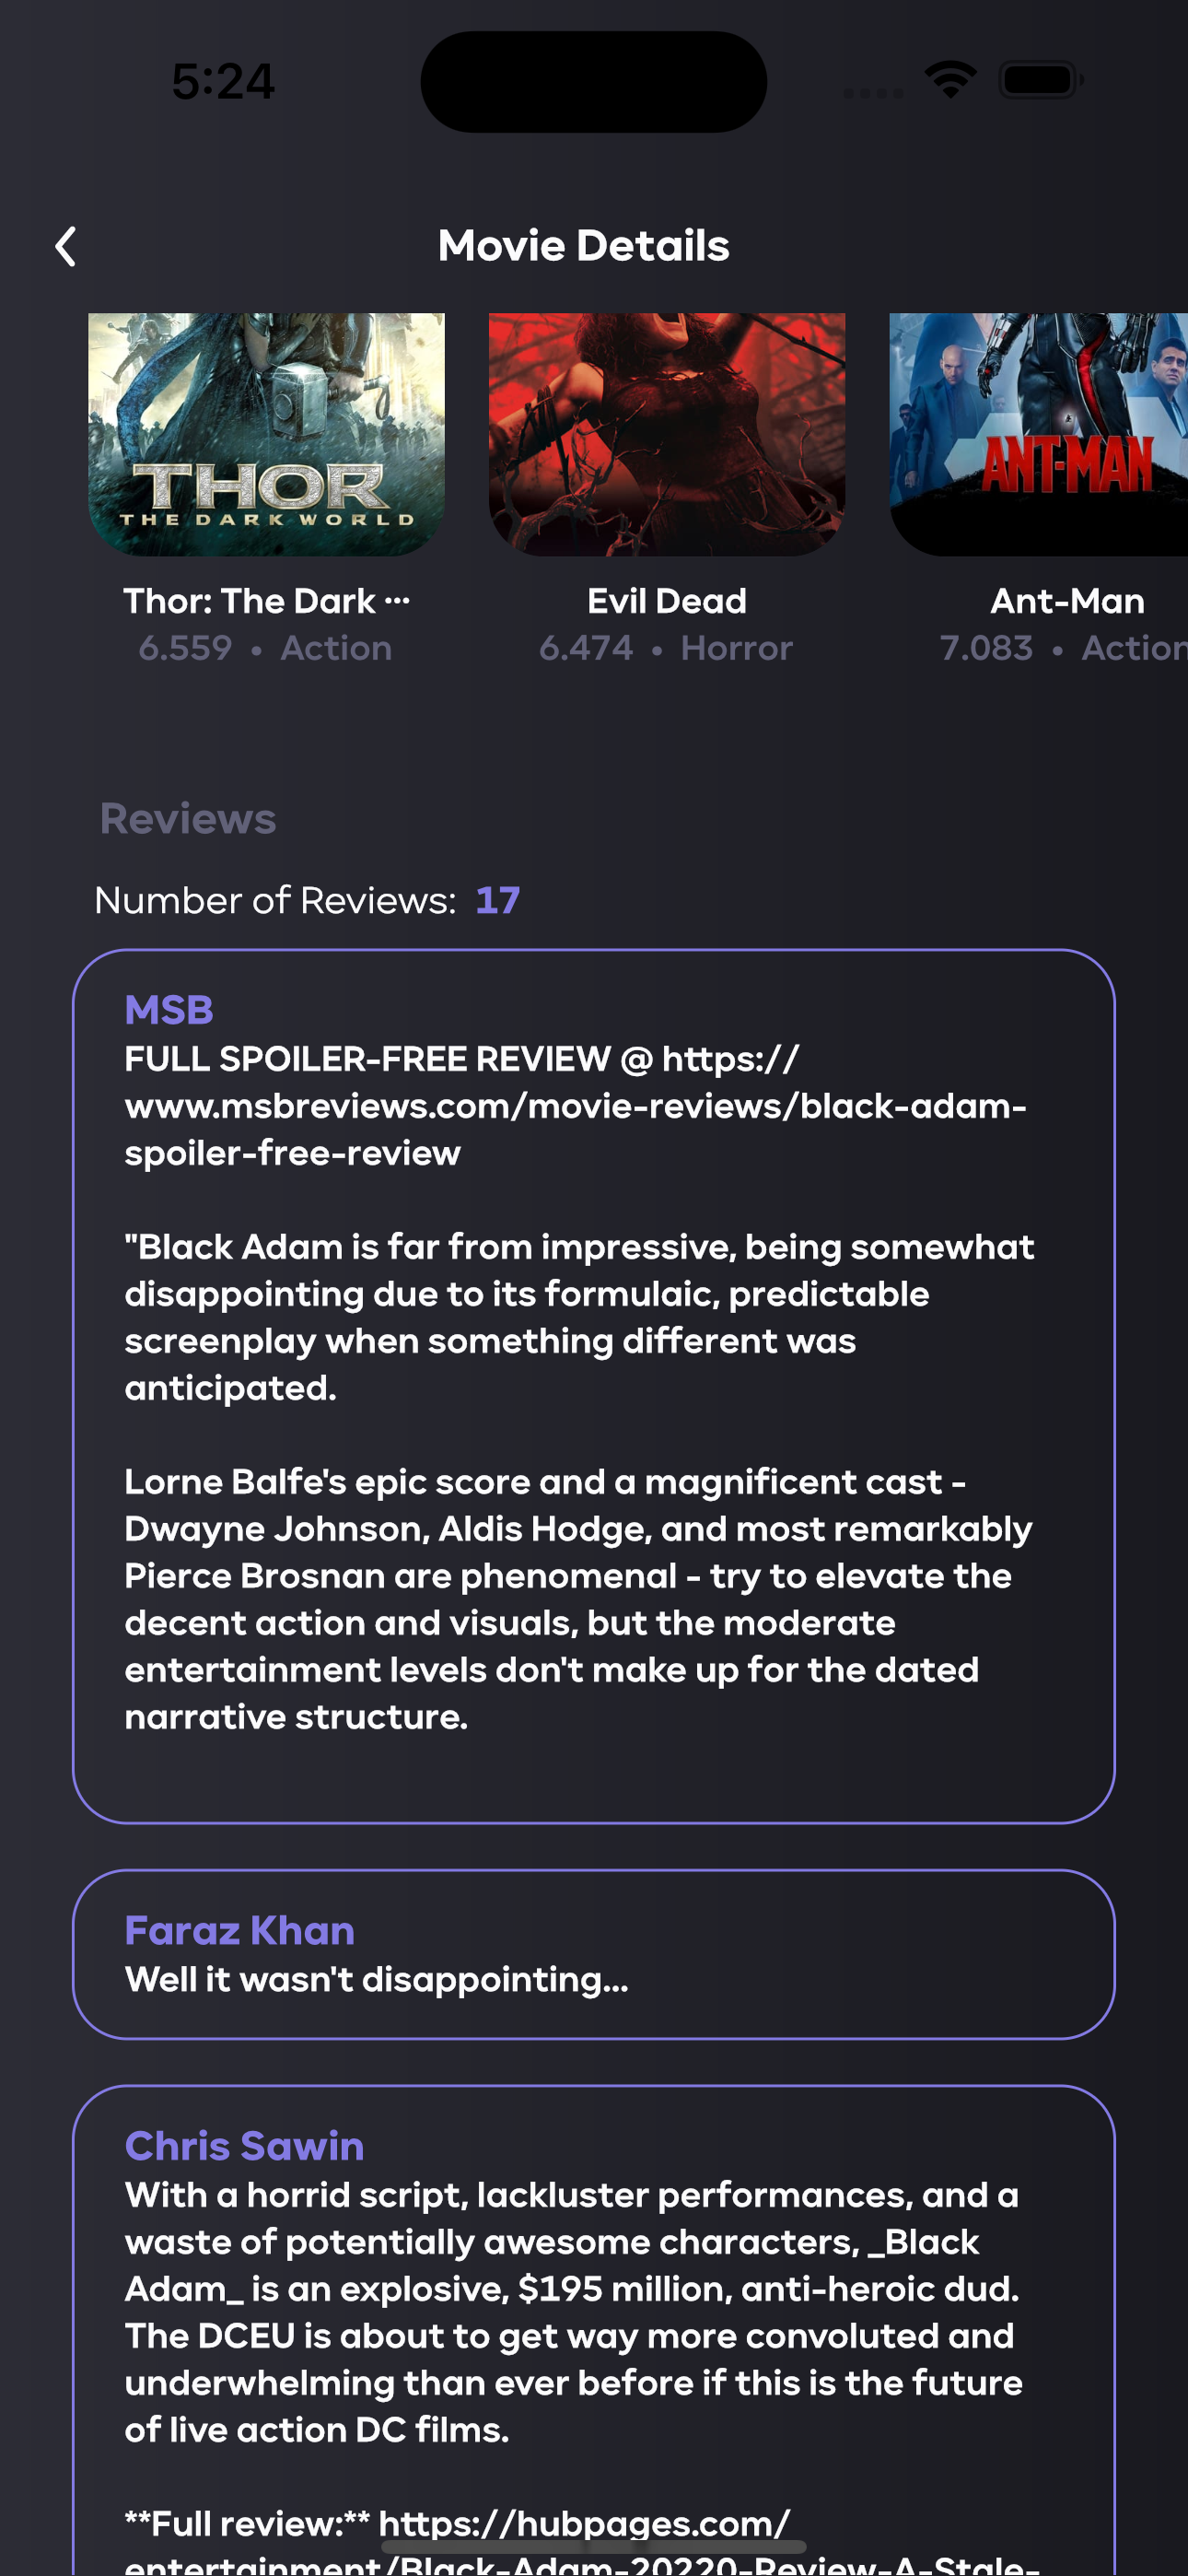 5:24
Movie Details
THOR
THE DARK WORLD
ANT-MAN
Thor: The Dark ...
Evil Dead
Ant-Man
6.559 • Action
6.474 • Horror
7.083 • Action
Reviews
Number of Reviews: 17
MSB
FULL SPOILER-FREE REVIEW @ https://
www.msbreviews.com/movie-reviews/black-adam-
spoiler-free-review
"Black Adam is far from impressive, being somewhat
disappointing due to its formulaic, predictable
screenplay when something different was
anticipated.
Lorne Balfe's epic score and a magnificent cast -
Dwayne Johnson, Aldis Hodge, and most remarkably
Pierce Brosnan are phenomenal - try to elevate the
decent action and visuals, but the moderate
entertainment levels don't make up for the dated
narrative structure.
Faraz Khan
Well it wasn't disappointing...
Chris Sawin
With a horrid script, lackluster performances, and a
waste of potentially awesome characters, _Black
Adam_ is an explosive, $195 million, anti-heroic dud.
The DCEU is about to get way more convoluted and
underwhelming than ever before if this is the future
of live action DC films.
**Full review:** https://hubpages.com/
entertainment/Black-Adam-20220-Review-A-Stale-